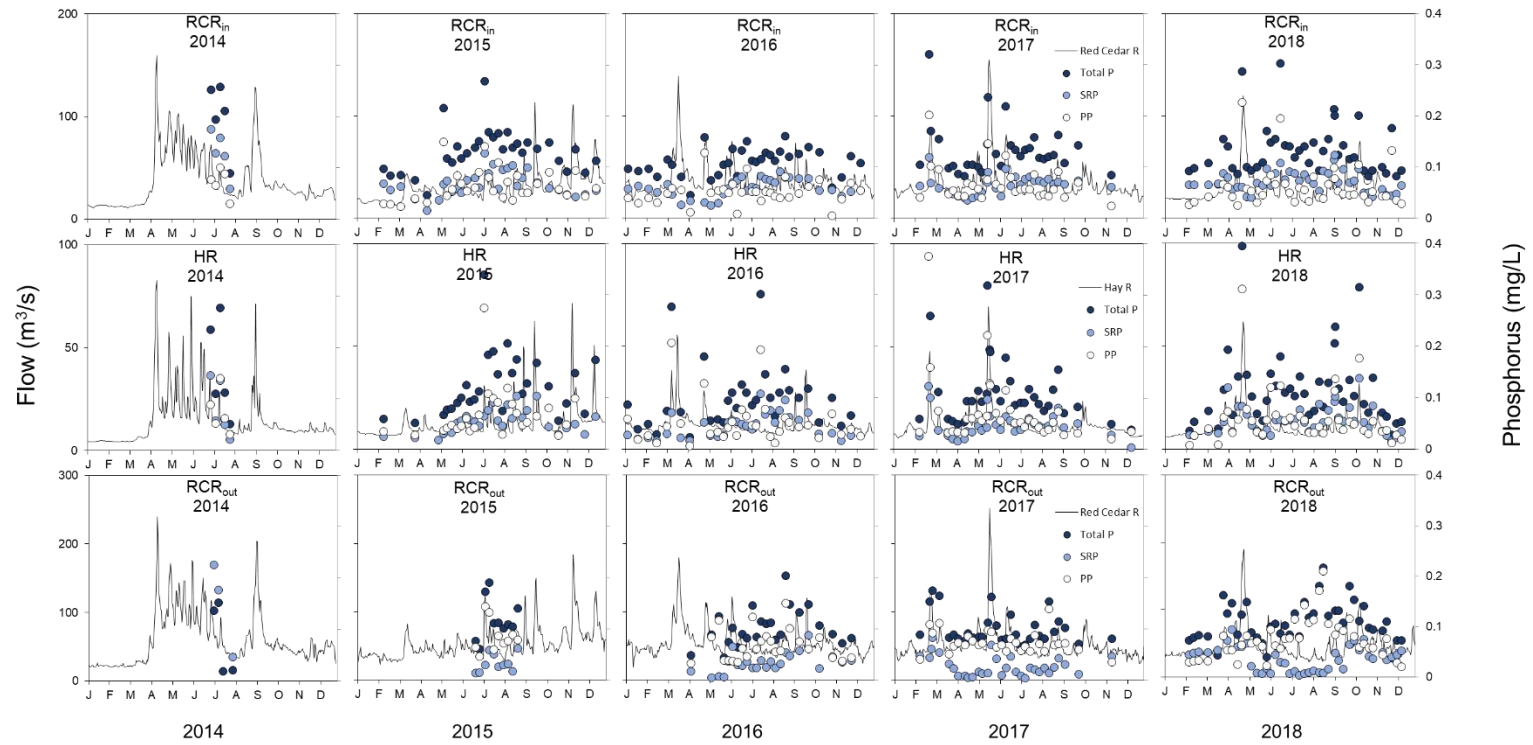 200
RCRin
2014
RCRin
2015
RCRin
2016
RCRin
2017
RCRin
2018
0.4
Red Cedar R
Total P
SRP
PP
0.3
100
0.2
0.1
0
0
J F M A M J J A S O N D
J F M A M J J A S O N D
J F M A M J J A S O N D
J F M A M J J A S O N D
J F M A M J J A S O N D
100
HR
2014
HR
2015
HR
2016
HR
2017
HR
2018
0.4
Hay R
Total P
SRP
PP
0.3
50
0.2
0.1
0
0
J F M A M J J A S O N D
J F M A M J J A S O N D
J F M A M J J A S O N D
J F M A M J J A S O N D
J F M A M J J A S O N D
Flow (m³/s)
Phosphorus (mg/L)
300
RCRout
2014
RCRout
2015
RCRout
2016
RCRout
2017
RCRout
2018
0.4
Red Cedar R
Total P
SRP
PP
0.3
200
0.2
100
0.1
0
0
J F M A M J J A S O N D
J F M A M J J A S O N D
J F M A M J J A S O N D
J F M A M J J A S O N D
J F M A M J J A S O N D
2014
2015
2016
2017
2018